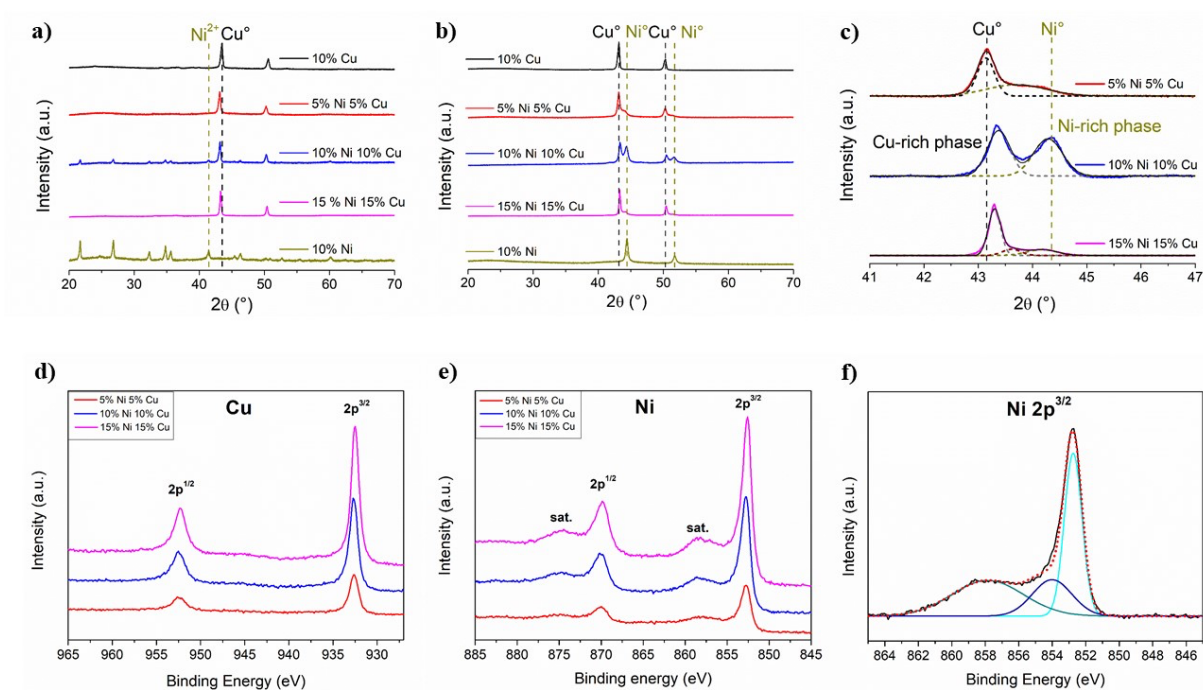 a)
Ni²⁺ Cu°
10% Cu
5% Ni 5% Cu
10% Ni 10% Cu
15 % Ni 15% Cu
10% Ni
Intensity (a.u.)
20 30 40 50 60 70
2θ (°)
b)
Cu° Ni° Cu° Ni°
10% Cu
5% Ni 5% Cu
10% Ni 10% Cu
15% Ni 15% Cu
10% Ni
Intensity (a.u.)
20 30 40 50 60 70
2θ (°)
c)
Cu° Ni°
5% Ni 5% Cu
Cu-rich phase
Ni-rich phase
10% Ni 10% Cu
15% Ni 15% Cu
Intensity (a.u.)
41 42 43 44 45 46 47
2θ (°)
d)
5% Ni 5% Cu
10% Ni 10% Cu
15% Ni 15% Cu
Cu
2p³/²
2p¹/²
Intensity (a.u.)
965 960 955 950 945 940 935 930
Binding Energy (eV)
e)
5% Ni 5% Cu
10% Ni 10% Cu
15% Ni 15% Cu
Ni
2p³/²
2p¹/²
sat.
sat.
Intensity (a.u.)
885 880 875 870 865 860 855 850 845
Binding energy (eV)
f)
Ni 2p³/²
Intensity (a.u.)
864 862 860 858 856 854 852 850 848 846
Binding Energy (eV)